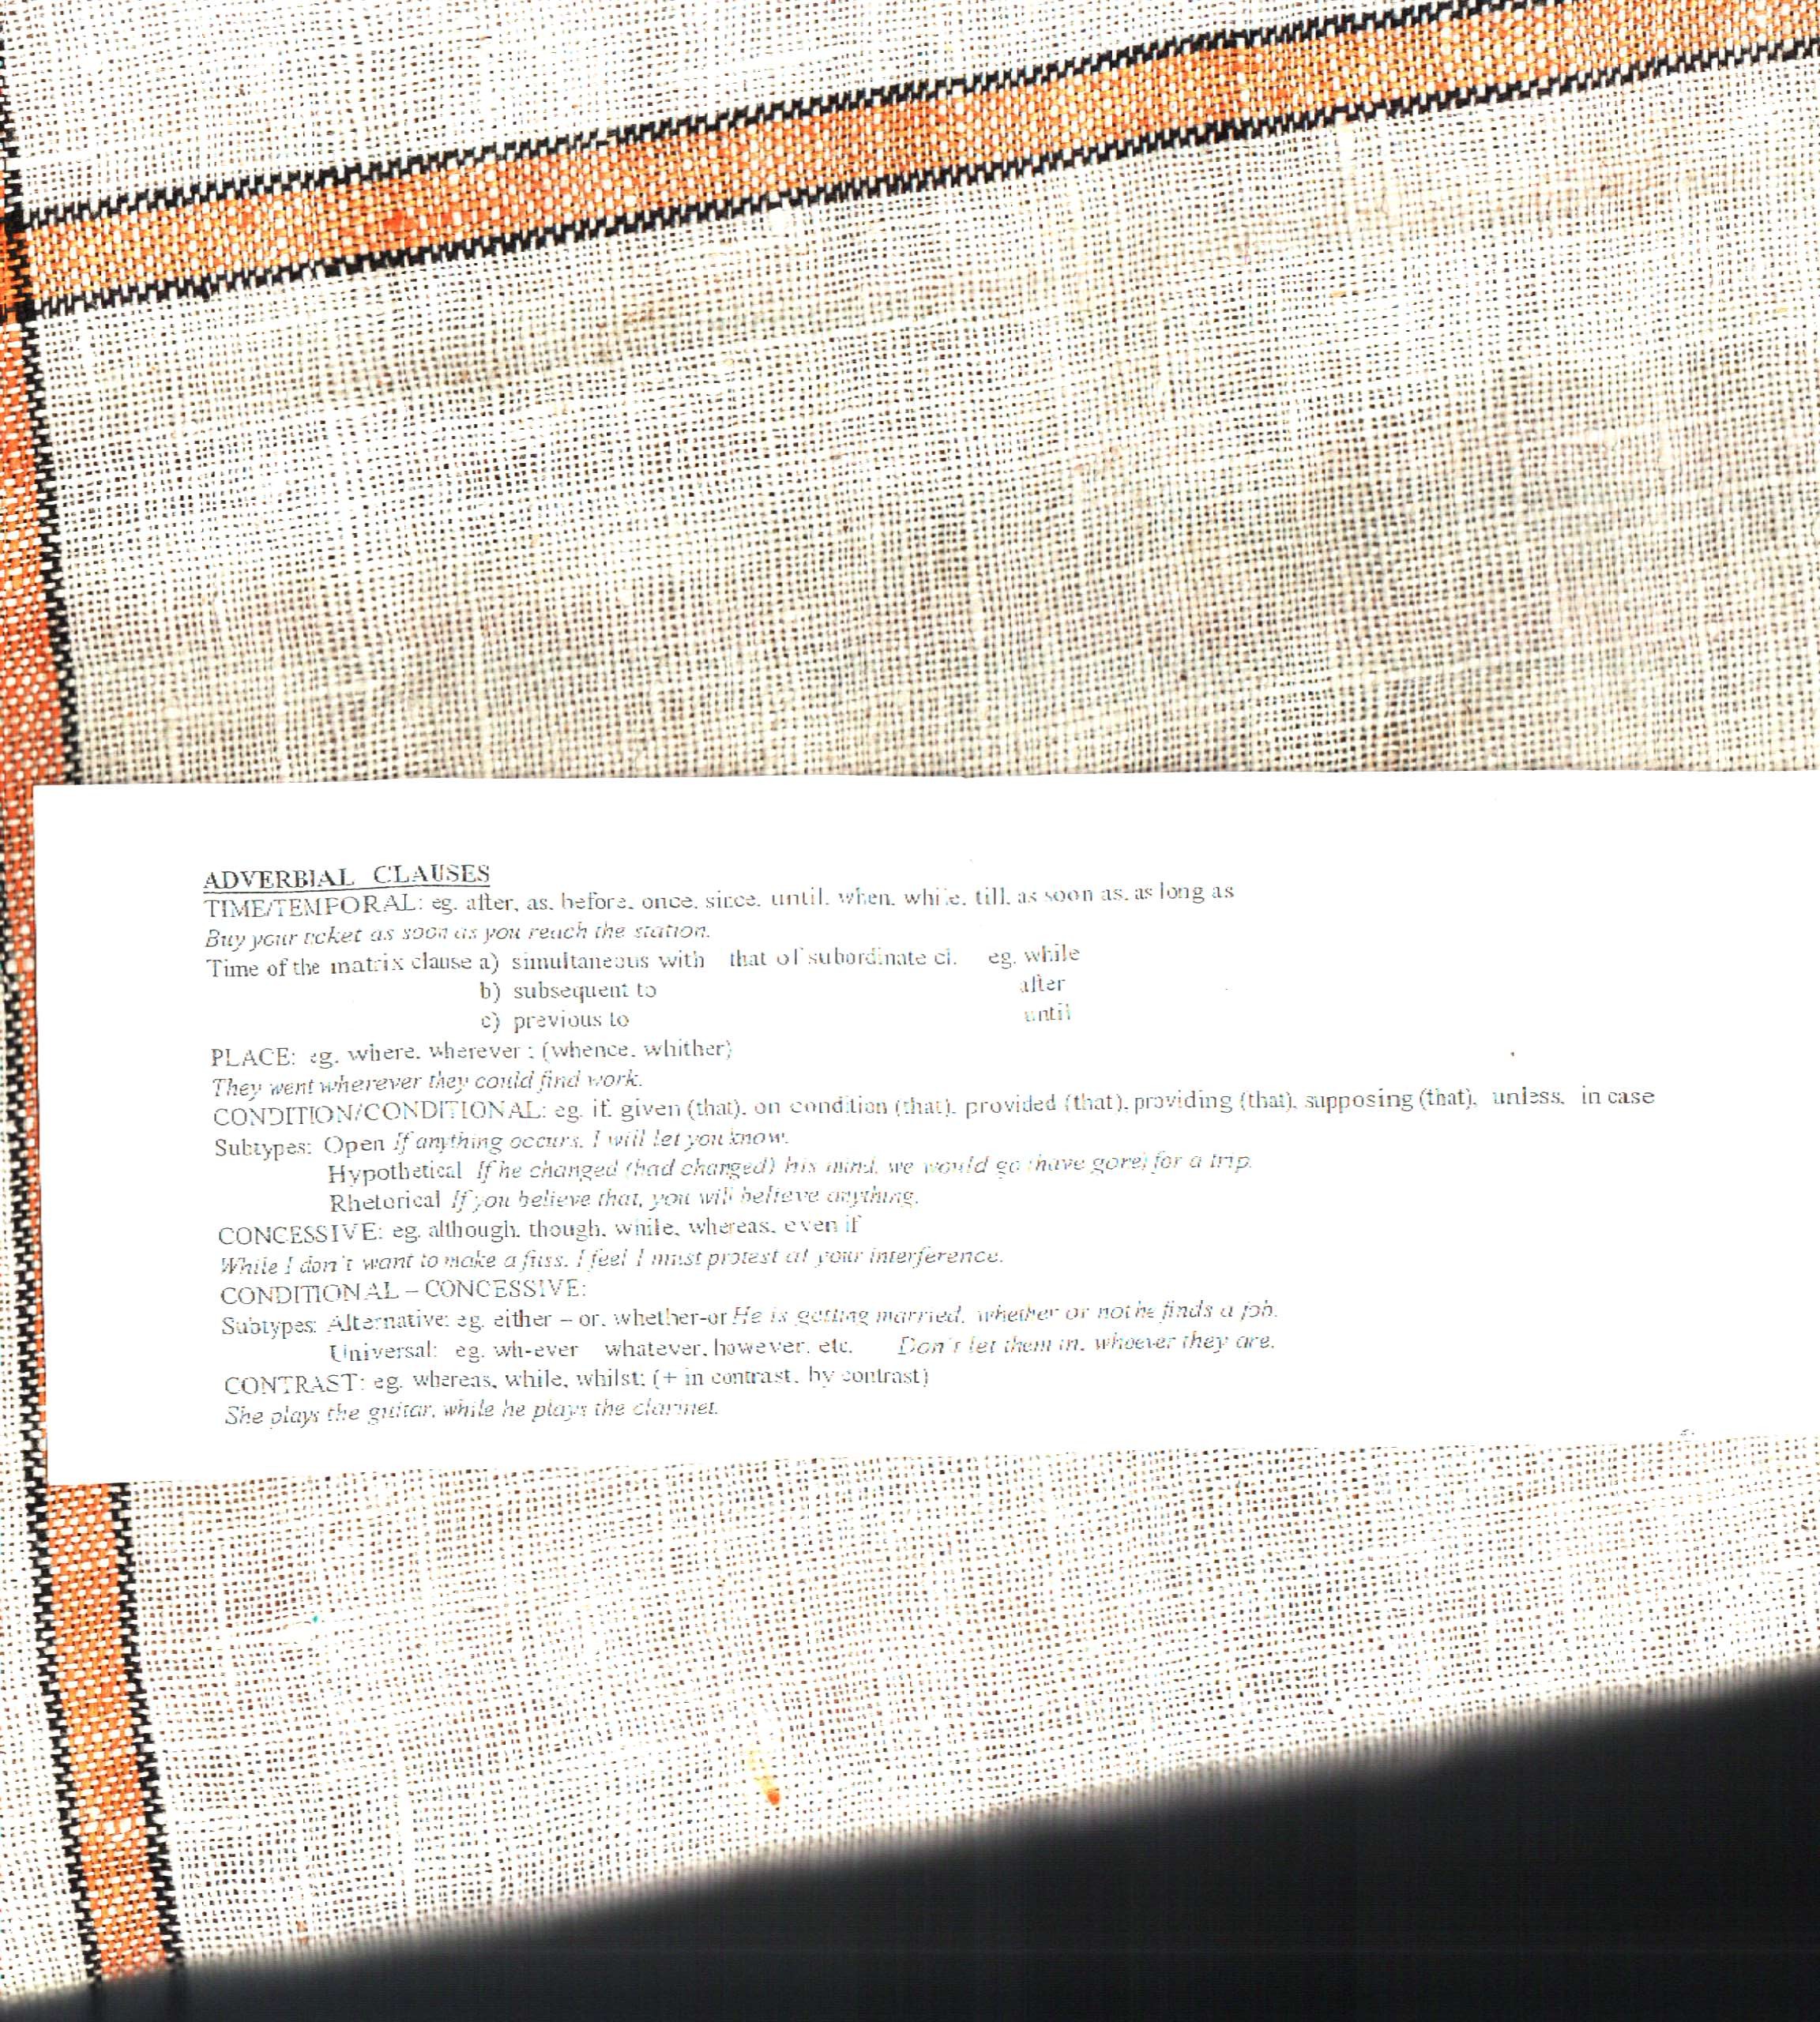 ADVERBIAL CLAUSES
TIME/TEMPORAL: eg. after, as, before, once, since, until, when, while, till, as soon as, as long as
Buy your ticket as soon as you reach the station.
Time of the matrix clause a) simultaneous with that of subordinate cl. eg. while
b) subsequent to after
c) previous to until
PLACE: eg. where, wherever ; (whence, whither)
They went wherever they could find work.
CONDITION/CONDITIONAL: eg. if, given (that), on condition (that), provided (that), providing (that), supposing (that), unless, in case
Subtypes: Open If anything occurs, I will let you know.
Hypothetical If he changed (had changed) his mind, we would go (have gone) for a trip.
Rhetorical If you believe that, you will believe anything.
CONCESSIVE: eg. although, though, while, whereas, even if
While I don't want to make a fuss, I feel I must protest at your interference.
CONDITIONAL – CONCESSIVE:
Subtypes: Alternative: eg. either – or, whether-or He is getting married, whether or not he finds a job.
Universal: eg. wh-ever whatever, however, etc. Don't let them in, whoever they are.
CONTRAST: eg. whereas, while, whilst; (+ in contrast, by contrast)
She plays the guitar, while he plays the clarinet.